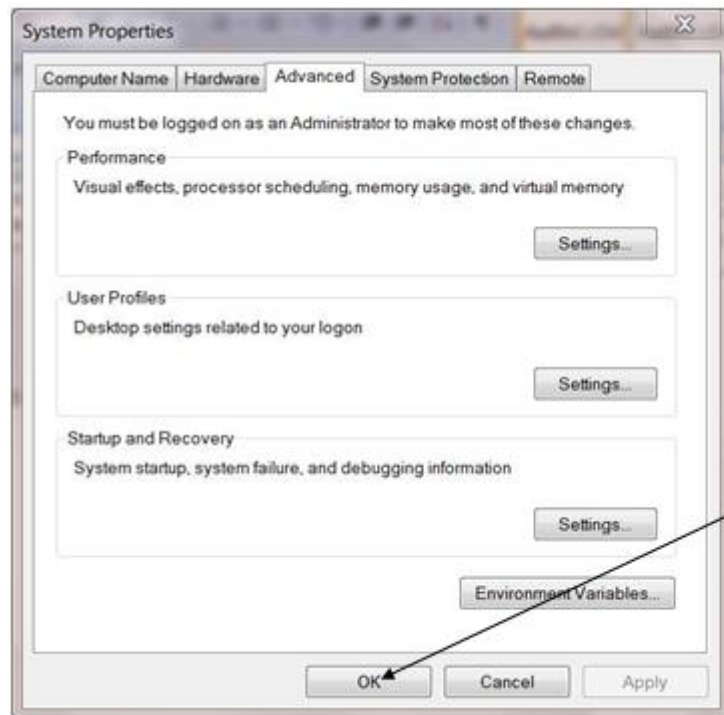 System Properties
Computer Name Hardware Advanced System Protection Remote
You must be logged on as an Administrator to make most of these changes.
Performance
Visual effects, processor scheduling, memory usage, and virtual memory
Settings...
User Profiles
Desktop settings related to your logon
Settings...
Startup and Recovery
System startup, system failure, and debugging information
Settings...
Environment Variables...
OK Cancel Apply